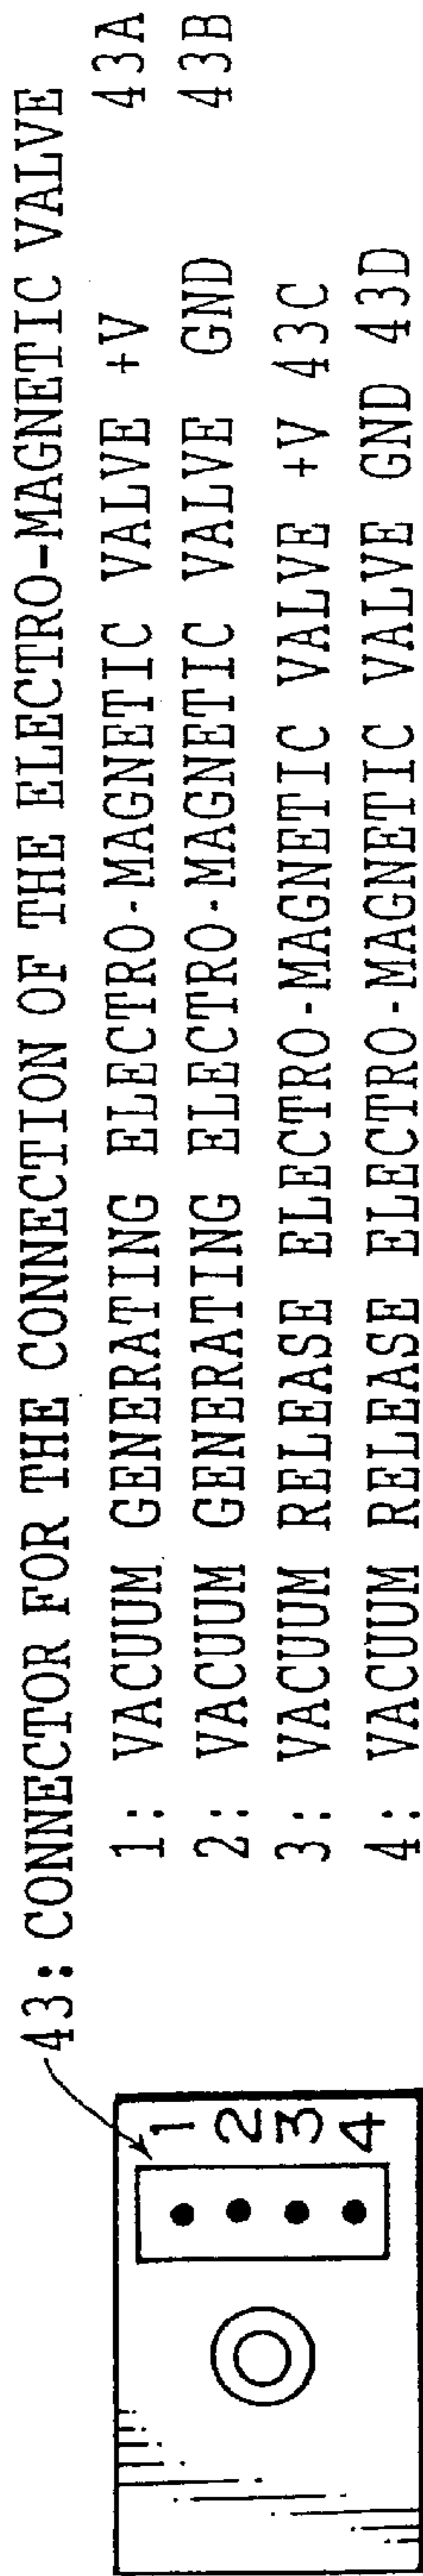 43: CONNECTOR FOR THE CONNECTION OF THE ELECTRO-MAGNETIC VALVE
1: VACUUM GENERATING ELECTRO-MAGNETIC VALVE +V 43A
2: VACUUM GENERATING ELECTRO-MAGNETIC VALVE GND 43B
3: VACUUM RELEASE ELECTRO-MAGNETIC VALVE +V 43C
4: VACUUM RELEASE ELECTRO-MAGNETIC VALVE GND 43D
1
2
3
4